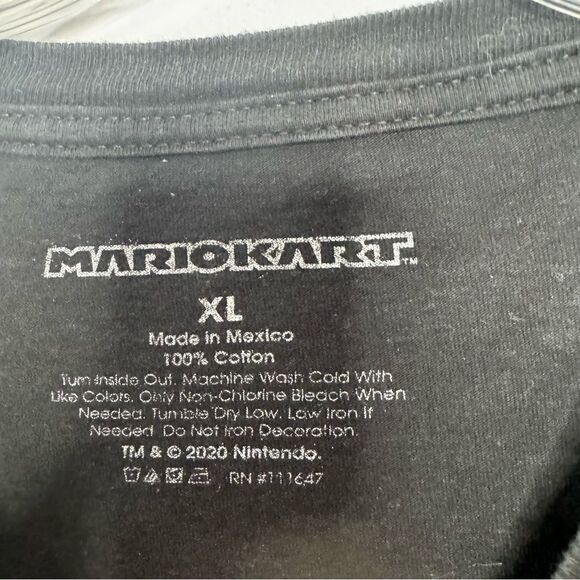 MARIOKART™
XL
Made in Mexico
100% Cotton
Turn Inside Out. Machine Wash Cold With
Like Colors. Only Non-Chlorine Bleach When
Needed. Tumble Dry Low. Low Iron If
Needed. Do Not Iron Decoration.
TM & © 2020 Nintendo.
RN #111647